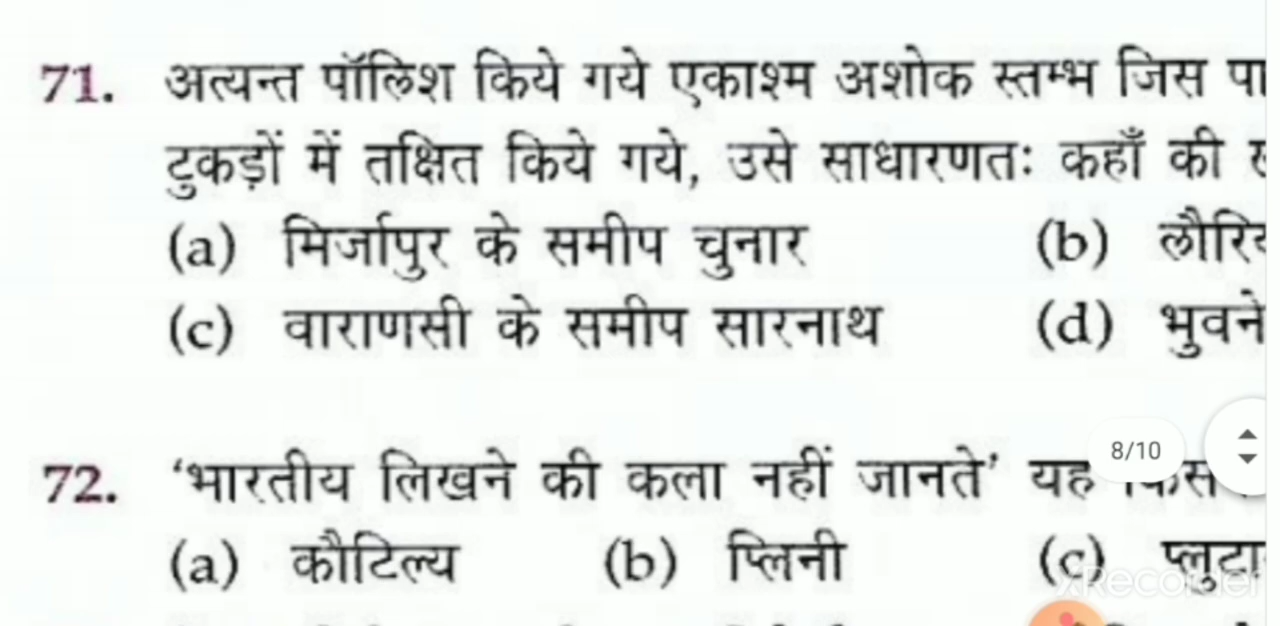 71. अत्यन्त पॉलिश किये गये एकाश्म अशोक स्तम्भ जिस
टुकड़ों में तक्षित किये गये, उसे साधारणतः कहाँ की
(a) मिर्जापुर के समीप चुनार (b)
(c) वाराणसी के समीप सारनाथ (d)
8/10
72. ‘भारतीय लिखने की कला नहीं जानते’ यह
(a) कौटिल्य (b) प्लिनी (c)
xRecorder